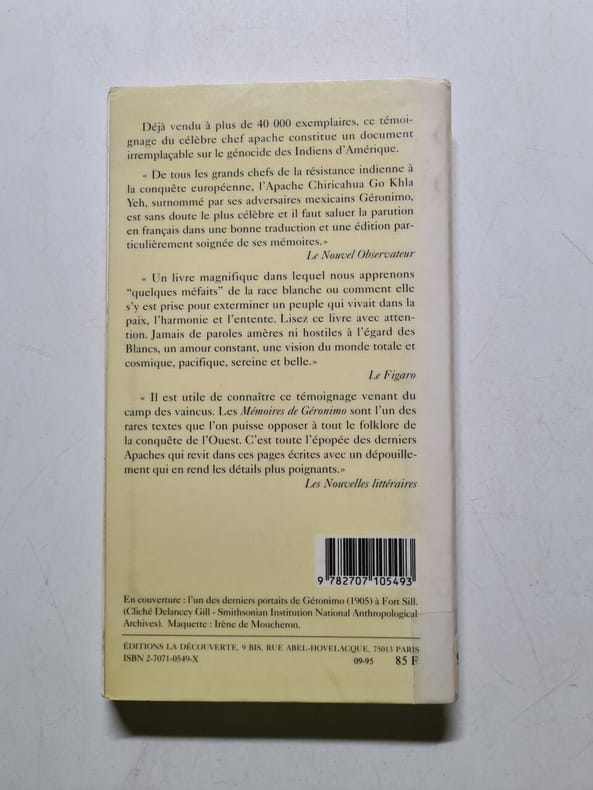 Déjà vendu à plus de 40 000 exemplaires, ce témoi-
gnage du célèbre chef apache constitue un document
irremplaçable sur le génocide des Indiens d'Amérique.
« De tous les grands chefs de la résistance indienne à
la conquête européenne, l'Apache Chiricahua Go Khla
Yeh, surnommé par ses adversaires mexicains Géronimo,
est sans doute le plus célèbre et il faut saluer la parution
en français dans une bonne traduction et une édition par-
ticulièrement soignée de ses mémoires.»
Le Nouvel Observateur
« Un livre magnifique dans lequel nous apprenons
“quelques méfaits” de la race blanche ou comment elle
s'y est prise pour exterminer un peuple qui vivait dans la
paix, l'harmonie et l'entente. Lisez ce livre avec atten-
tion. Jamais de paroles amères ni hostiles à l'égard des
Blancs, un amour constant, une vision du monde totale et
cosmique, pacifique, sereine et belle.»
Le Figaro
« Il est utile de connaître ce témoignage venant du
camp des vaincus. Les Mémoires de Géronimo sont l'un des
rares textes que l'on puisse opposer à tout le folklore de
la conquête de l'Ouest. C'est toute l'épopée des derniers
Apaches qui revit dans ces pages écrites avec un dépouille-
ment qui en rend les détails plus poignants.»
Les Nouvelles littéraires
9 782707 105493
En couverture : l'un des derniers portaits de Géronimo (1905) à Fort Sill.
(Cliché Delancey Gill - Smithsonian Institution National Anthropological
Archives). Maquette : Irène de Moucheron.
ÉDITIONS LA DÉCOUVERTE, 9 BIS, RUE ABEL-HOVELACQUE, 75013 PARIS
ISBN 2-7071-0549-X 09-95 85 F